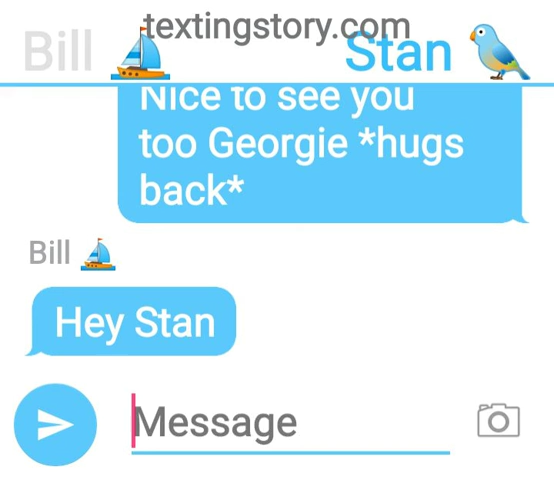 textingstory.com
Bill Stan
Nice to see you
too Georgie *hugs
back*
Bill
Hey Stan
Message